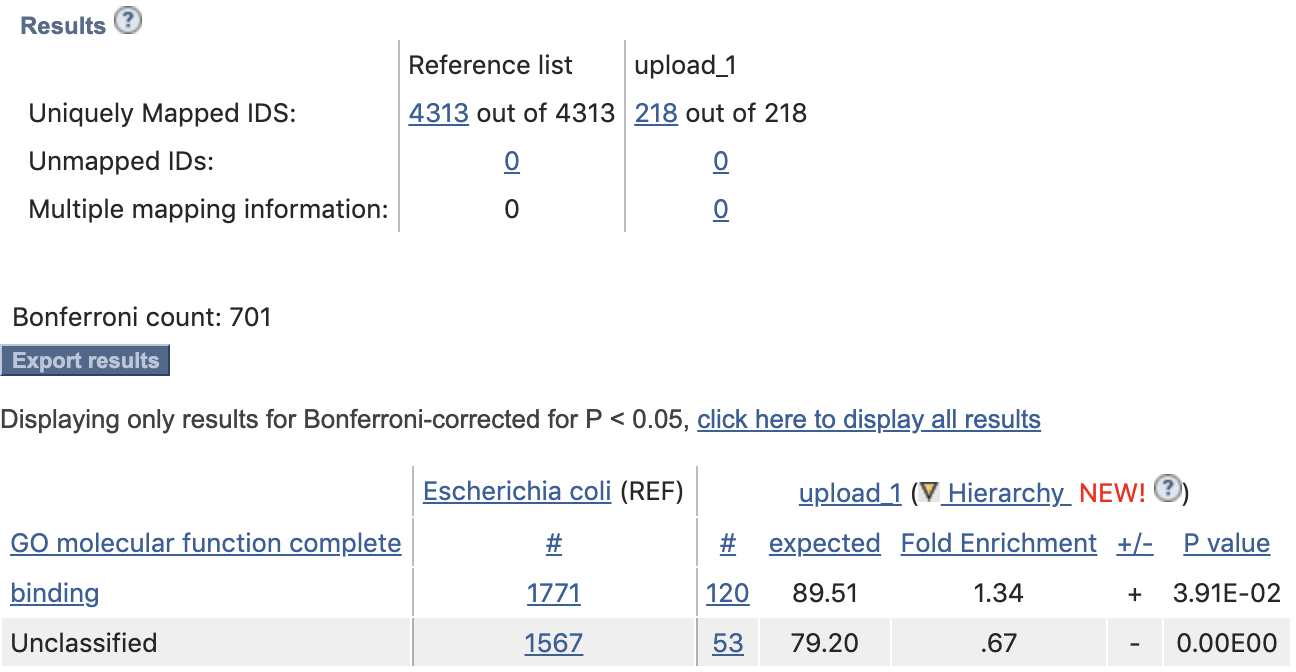 Results ?
Reference list upload_1
Uniquely Mapped IDS: 4313 out of 4313 218 out of 218
Unmapped IDs: 0 0
Multiple mapping information: 0 0
Bonferroni count: 701
Export results
Displaying only results for Bonferroni-corrected for P < 0.05, click here to display all results
Escherichia coli (REF) upload_1 (▼ Hierarchy NEW! ?)
GO molecular function complete # # expected Fold Enrichment +/- P value
binding 1771 120 89.51 1.34 + 3.91E-02
Unclassified 1567 53 79.20 .67 - 0.00E00